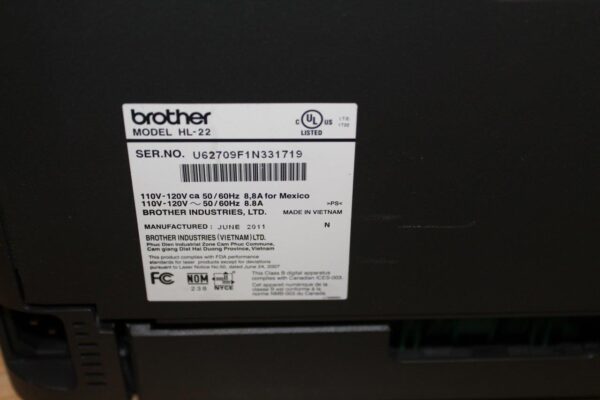 brother
MODEL HL-22
C UL US
LISTED
SER.NO. U62709F1N331719
110V-120V ca 50/60Hz 8,8A for Mexico
110V-120V ~ 50/60Hz 8.8A >PS<
BROTHER INDUSTRIES, LTD. MADE IN VIETNAM
MANUFACTURED: JUNE 2011 N
BROTHER INDUSTRIES (VIETNAM) LTD.
Phuc Dien Industrial Zone Cam Phuc Commune,
Cam giang Dist Hai Duong Province, Vietnam
This product complies with FDA performance
standards for laser products except for deviations
pursuant to Laser Notice No.50, dated June 24, 2007
FC NOM
238 NYCE
This Class B digital apparatus
complies with Canadian ICES-003.
Cet appareil numérique de la
classe B est conforme à la
norme NMB-003 du Canada.